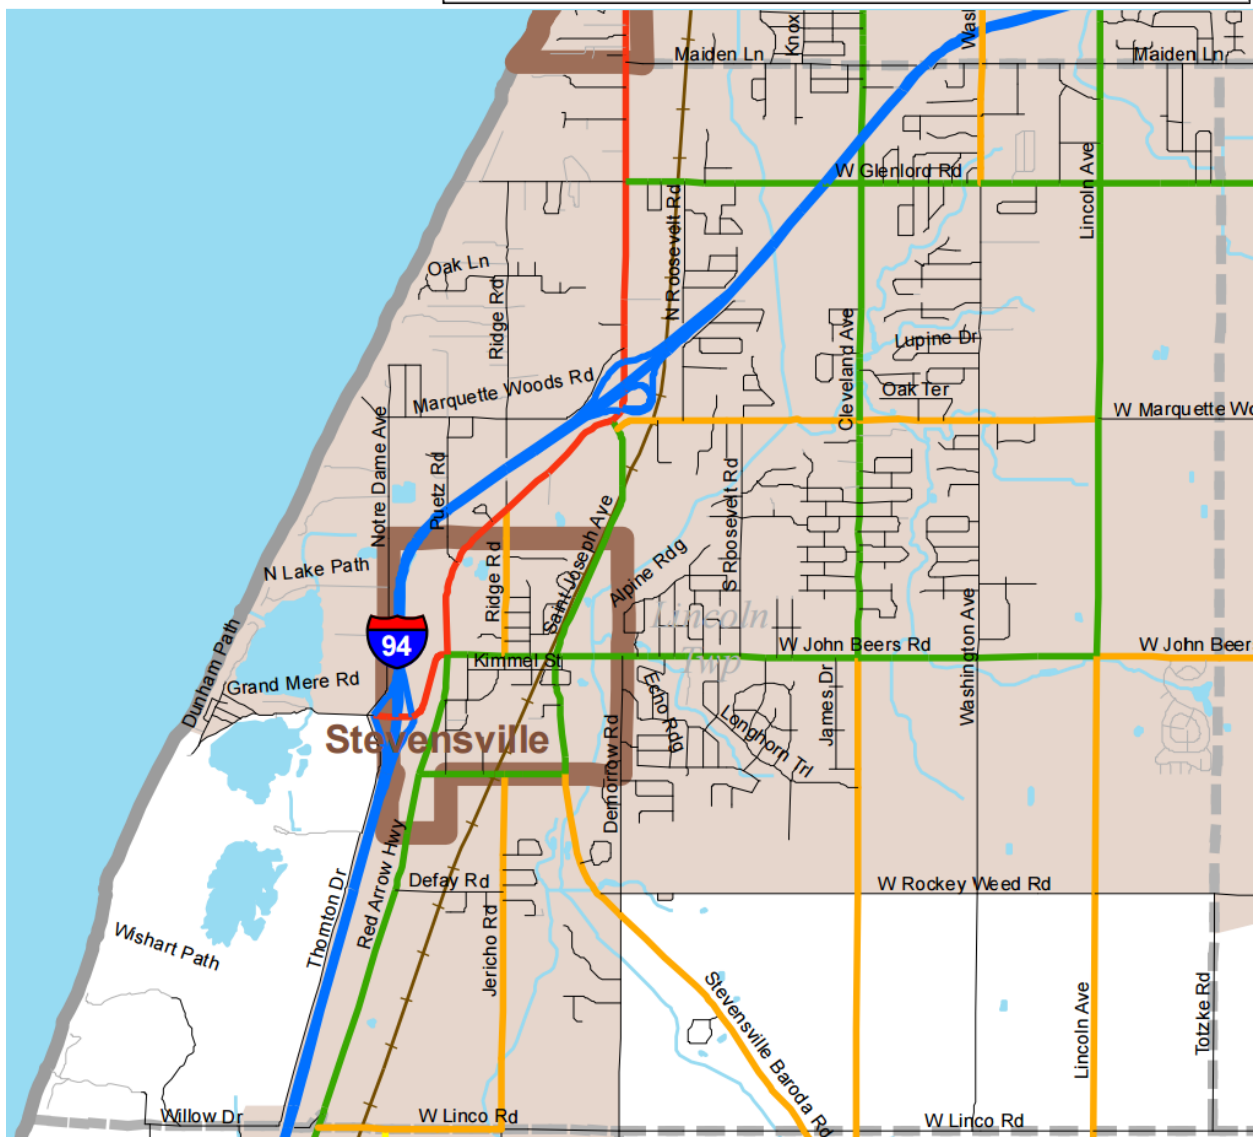 Knox
Wasl
Maiden Ln
Maiden Ln
W Glenlord Rd
Lincoln Ave
N Roosevelt Rd
Oak Ln
Ridge Rd
Cleveland Ave
Lupine Dr
Marquette Woods Rd
Oak Ter
W Marquette Wo
Notre Dame Ave
Puetz Rd
S Roosevelt Rd
Saint Joseph Ave
N Lake Path
Ridge Rd
Alpine Rdg
Lincoln
Twp
94
W John Beers Rd
W John Beer
Kimmel St
Washington Ave
Dunham Path
Grand Mere Rd
Echo Rdg
James Dr
Longhorn Trl
Stevensville
Demorrow Rd
Red Arrow Hwy
Defay Rd
W Rockey Weed Rd
Thornton Dr
Wishart Path
Jericho Rd
Stevensville Baroda Rd
Lincoln Ave
Totzke Rd
Willow Dr
W Linco Rd
W Linco Rd